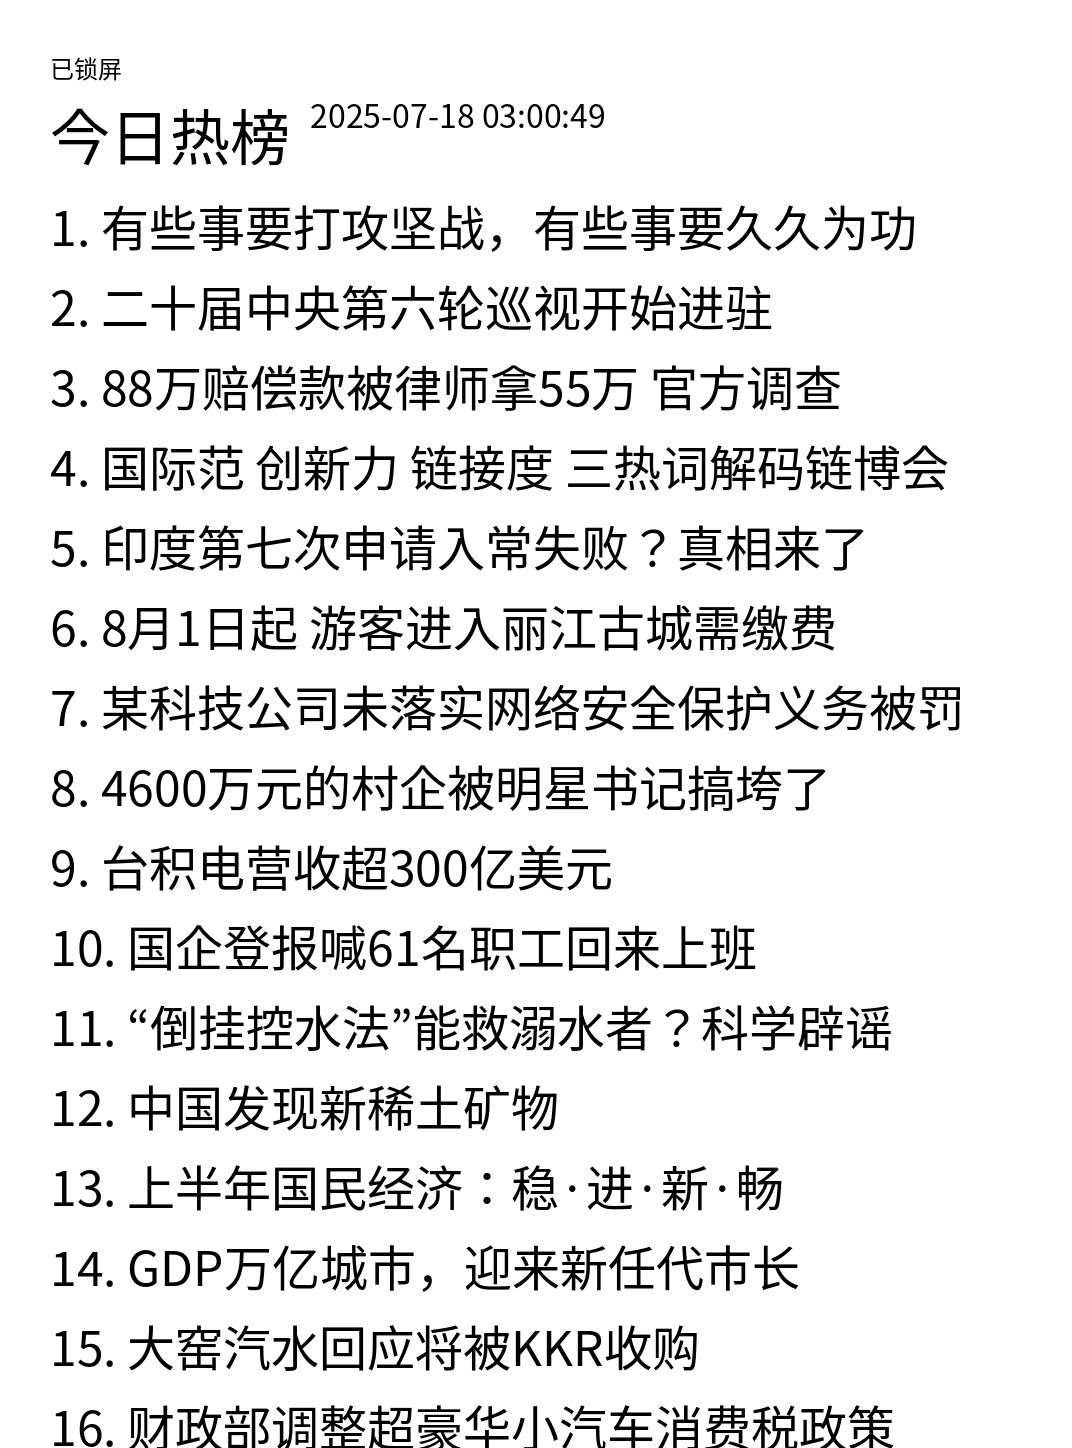 已锁屏
今日热榜 2025-07-18 03:00:49
1. 有些事要打攻坚战，有些事要久久为功
2. 二十届中央第六轮巡视开始进驻
3. 88万赔偿款被律师拿55万 官方调查
4. 国际范 创新力 链接度 三热词解码链博会
5. 印度第七次申请入常失败？真相来了
6. 8月1日起 游客进入丽江古城需缴费
7. 某科技公司未落实网络安全保护义务被罚
8. 4600万元的村企被明星书记搞垮了
9. 台积电营收超300亿美元
10. 国企登报喊61名职工回来上班
11. “倒挂控水法”能救溺水者？科学辟谣
12. 中国发现新稀土矿物
13. 上半年国民经济：稳·进·新·畅
14. GDP万亿城市，迎来新任代市长
15. 大窑汽水回应将被KKR收购
16. 财政部调整超豪华小汽车消费税政策